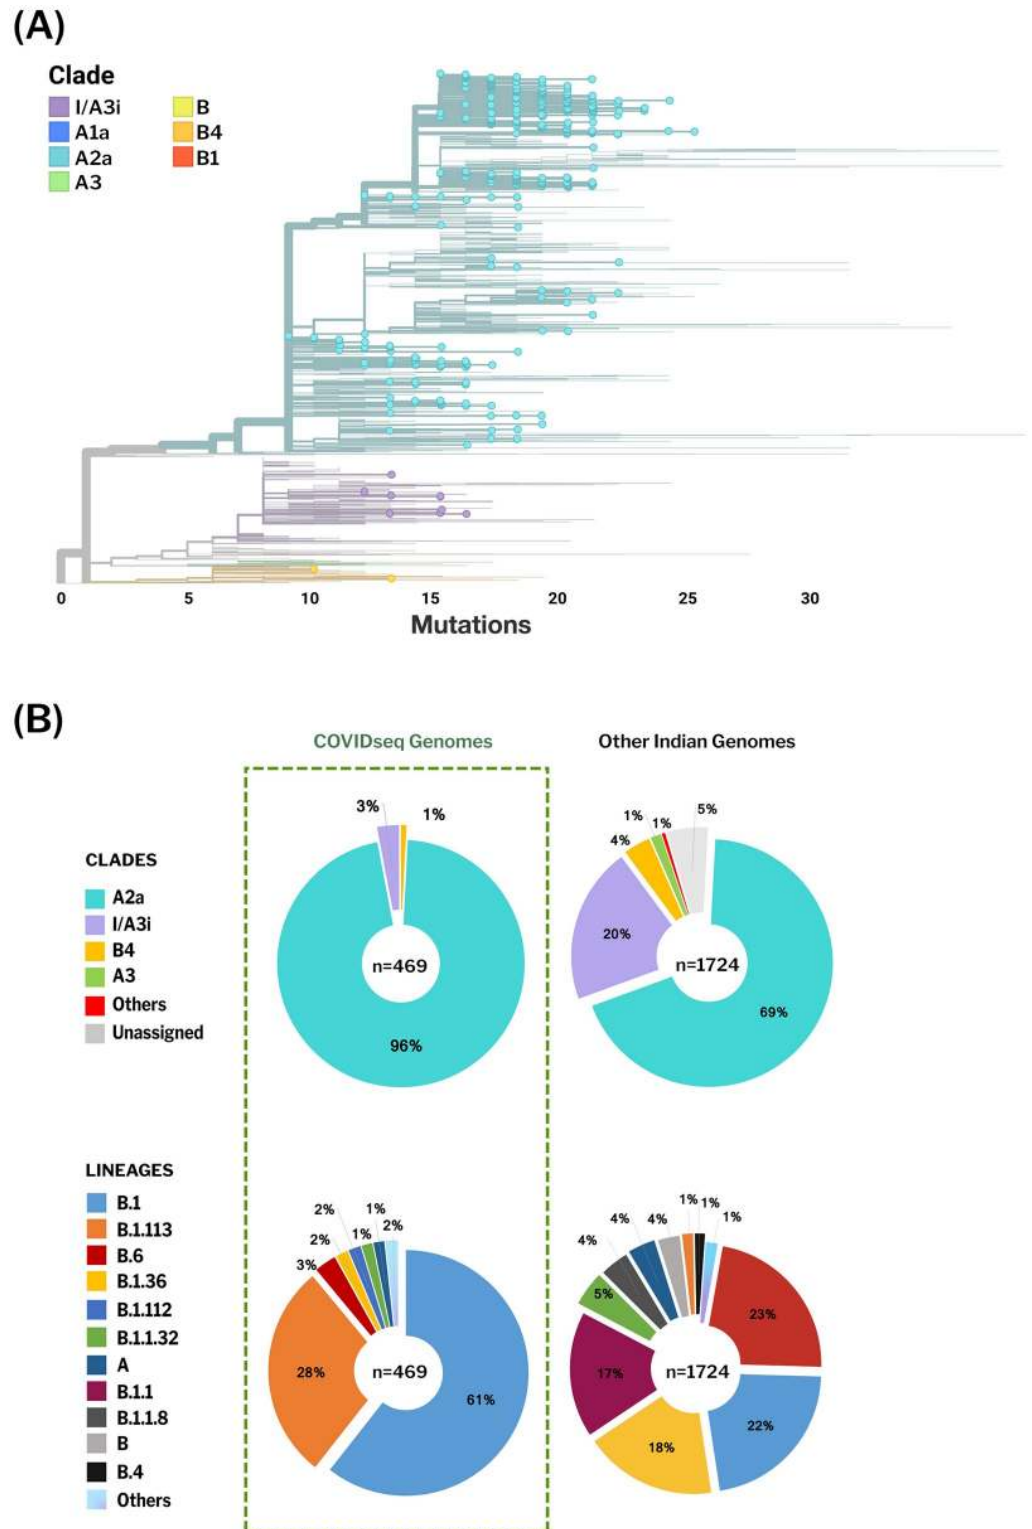 (A)
Clade
I/A3i
B
A1a
B4
A2a
B1
A3
0 5 10 15 20 25 30
Mutations
(B)
COVIDseq Genomes
Other Indian Genomes
3%
1%
1%
1%
5%
4%
CLADES
A2a
I/A3i
B4
A3
Others
Unassigned
n=469
96%
20%
n=1724
69%
LINEAGES
B.1
B.1.113
B.6
B.1.36
B.1.112
B.1.1.32
A
B.1.1
B.1.1.8
B
B.4
Others
2%
1%
2%
1%
2%
3%
28%
n=469
61%
1%
1%
1%
4%
4%
4%
5%
23%
17%
n=1724
22%
18%